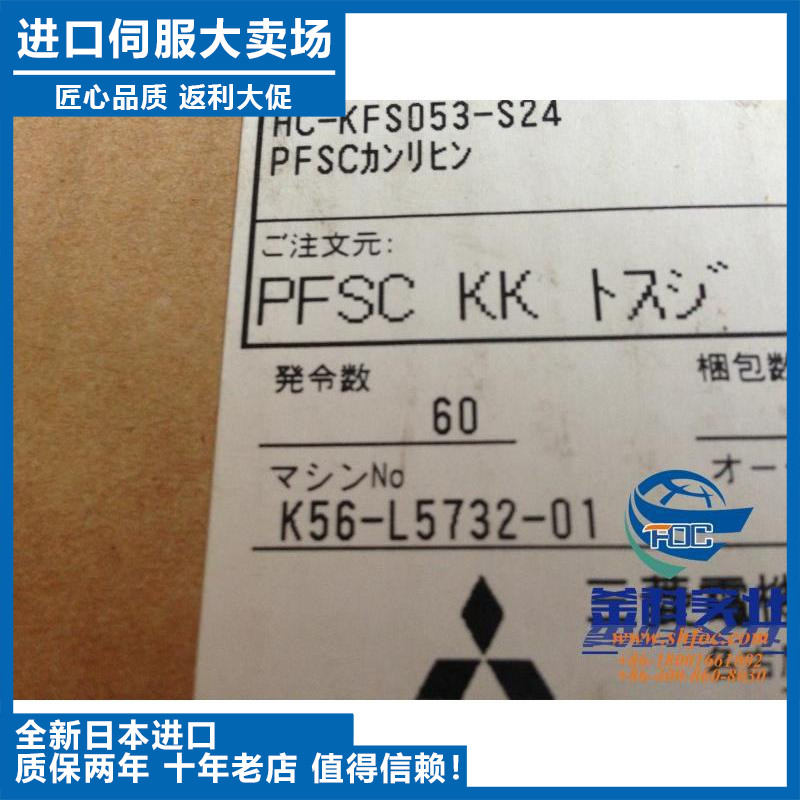 进口伺服大卖场
匠心品质 返利大促
HC-KFS053-S24
PFSCカンリヒン
ご注文元:
PFSC KK トスジ
発令数
梱包数
60
マシンNo
オー
K56-L5732-01
FOC
www.shfoc.com
全新日本进口
质保两年 十年老店 值得信赖!